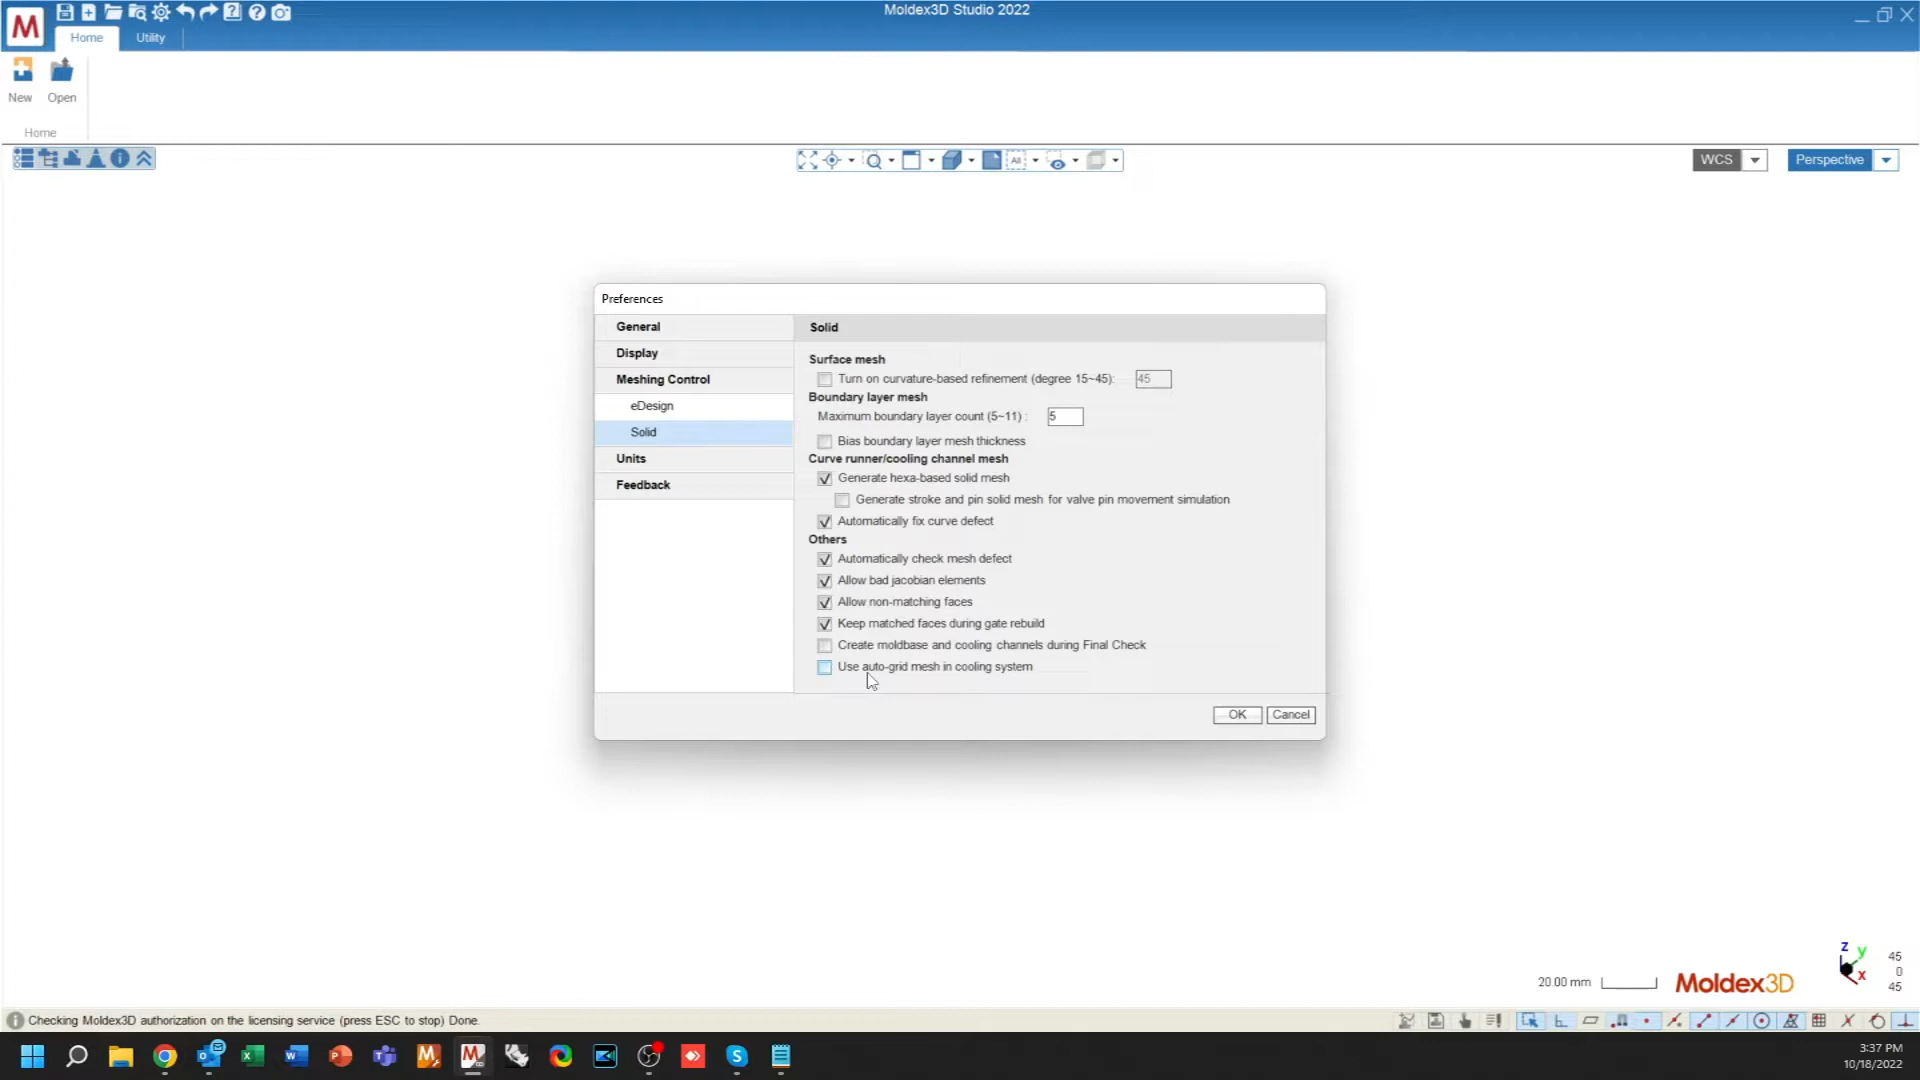 Moldex3D Studio 2022
Home
Utility
New
Open
Home
All
WCS
Perspective
Preferences
General
Display
Meshing Control
eDesign
Solid
Units
Feedback
Solid
Surface mesh
Turn on curvature-based refinement (degree 15~45):
45
Boundary layer mesh
Maximum boundary layer count (5~11) :
5
Bias boundary layer mesh thickness
Curve runner/cooling channel mesh
Generate hexa-based solid mesh
Generate stroke and pin solid mesh for valve pin movement simulation
Automatically fix curve defect
Others
Automatically check mesh defect
Allow bad jacobian elements
Allow non-matching faces
Keep matched faces during gate rebuild
Create moldbase and cooling channels during Final Check
Use auto-grid mesh in cooling system
OK
Cancel
20.00 mm
Moldex3D
z
y
x
45
0
45
Checking Moldex3D authorization on the licensing service (press ESC to stop) Done.
3:37 PM
10/18/2022